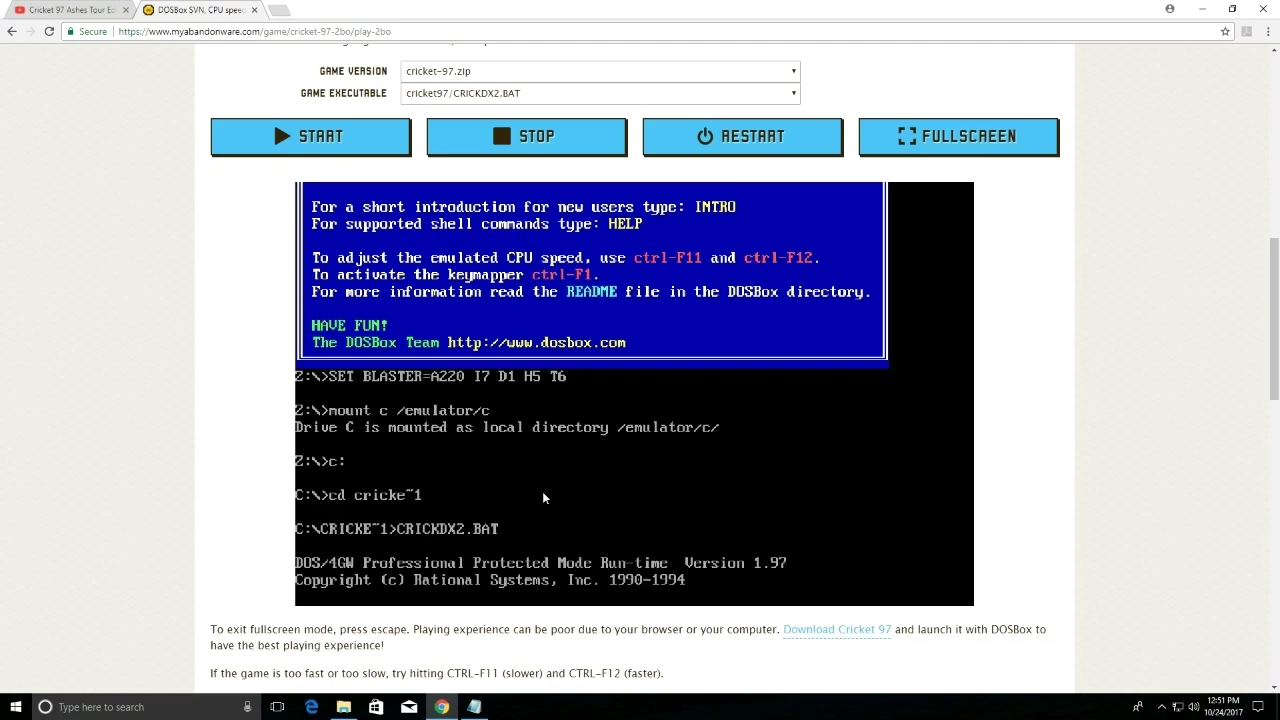 Cricket 97 Ashes Tour Ed
DOSBox SVN, CPU speed
Secure
https://www.myabandonware.com/game/cricket-97-2bo/play-2bo
GAME VERSION
cricket-97.zip
GAME EXECUTABLE
cricket97/CRICKDX2.BAT
START
STOP
RESTART
FULLSCREEN
For a short introduction for new users type: INTRO
For supported shell commands type: HELP
To adjust the emulated CPU speed, use ctrl-F11 and ctrl-F12.
To activate the keymapper ctrl-F1.
For more information read the README file in the DOSBox directory.
HAVE FUN!
The DOSBox Team http://www.dosbox.com
Z:\>SET BLASTER=A220 I7 D1 H5 T6
Z:\>mount c /emulator/c
Drive C is mounted as local directory /emulator/c/
Z:\>c:
C:\>cd cricke~1
C:\CRICKE~1>CRICKDX2.BAT
DOS/4GW Professional Protected Mode Run-time  Version 1.97
Copyright (c) Rational Systems, Inc. 1990-1994
To exit fullscreen mode, press escape. Playing experience can be poor due to your browser or your computer. Download Cricket 97 and launch it with DOSBox to
have the best playing experience!
If the game is too fast or too slow, try hitting CTRL-F11 (slower) and CTRL-F12 (faster).
Type here to search
12:51 PM
10/24/2017